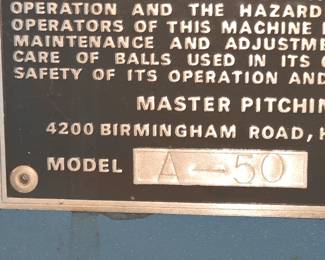 OPERATION AND THE HAZARD
OPERATORS OF THIS MACHINE
MAINTENANCE AND ADJUSTME
CARE OF BALLS USED IN ITS
SAFETY OF ITS OPERATION AND
MASTER PITCHIN
4200 BIRMINGHAM ROAD,
MODEL A-50